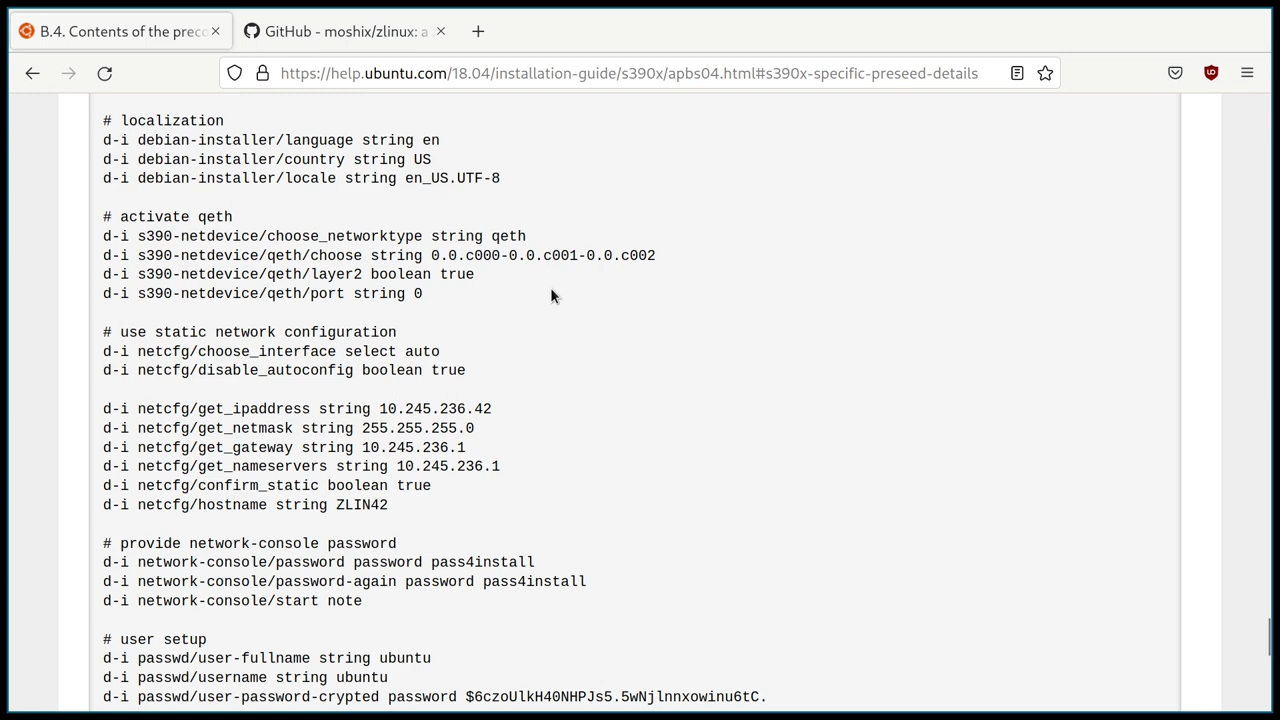 B.4. Contents of the preco
GitHub - moshix/zlinux: a
https://help.ubuntu.com/18.04/installation-guide/s390x/apbs04.html#s390x-specific-preseed-details
# localization
d-i debian-installer/language string en
d-i debian-installer/country string US
d-i debian-installer/locale string en_US.UTF-8
# activate qeth
d-i s390-netdevice/choose_networktype string qeth
d-i s390-netdevice/qeth/choose string 0.0.c000-0.0.c001-0.0.c002
d-i s390-netdevice/qeth/layer2 boolean true
d-i s390-netdevice/qeth/port string 0
# use static network configuration
d-i netcfg/choose_interface select auto
d-i netcfg/disable_autoconfig boolean true
d-i netcfg/get_ipaddress string 10.245.236.42
d-i netcfg/get_netmask string 255.255.255.0
d-i netcfg/get_gateway string 10.245.236.1
d-i netcfg/get_nameservers string 10.245.236.1
d-i netcfg/confirm_static boolean true
d-i netcfg/hostname string ZLIN42
# provide network-console password
d-i network-console/password password pass4install
d-i network-console/password-again password pass4install
d-i network-console/start note
# user setup
d-i passwd/user-fullname string ubuntu
d-i passwd/username string ubuntu
d-i passwd/user-password-crypted password $6czoUlkH40NHPJs5.5wNjlnnxowinu6tC.